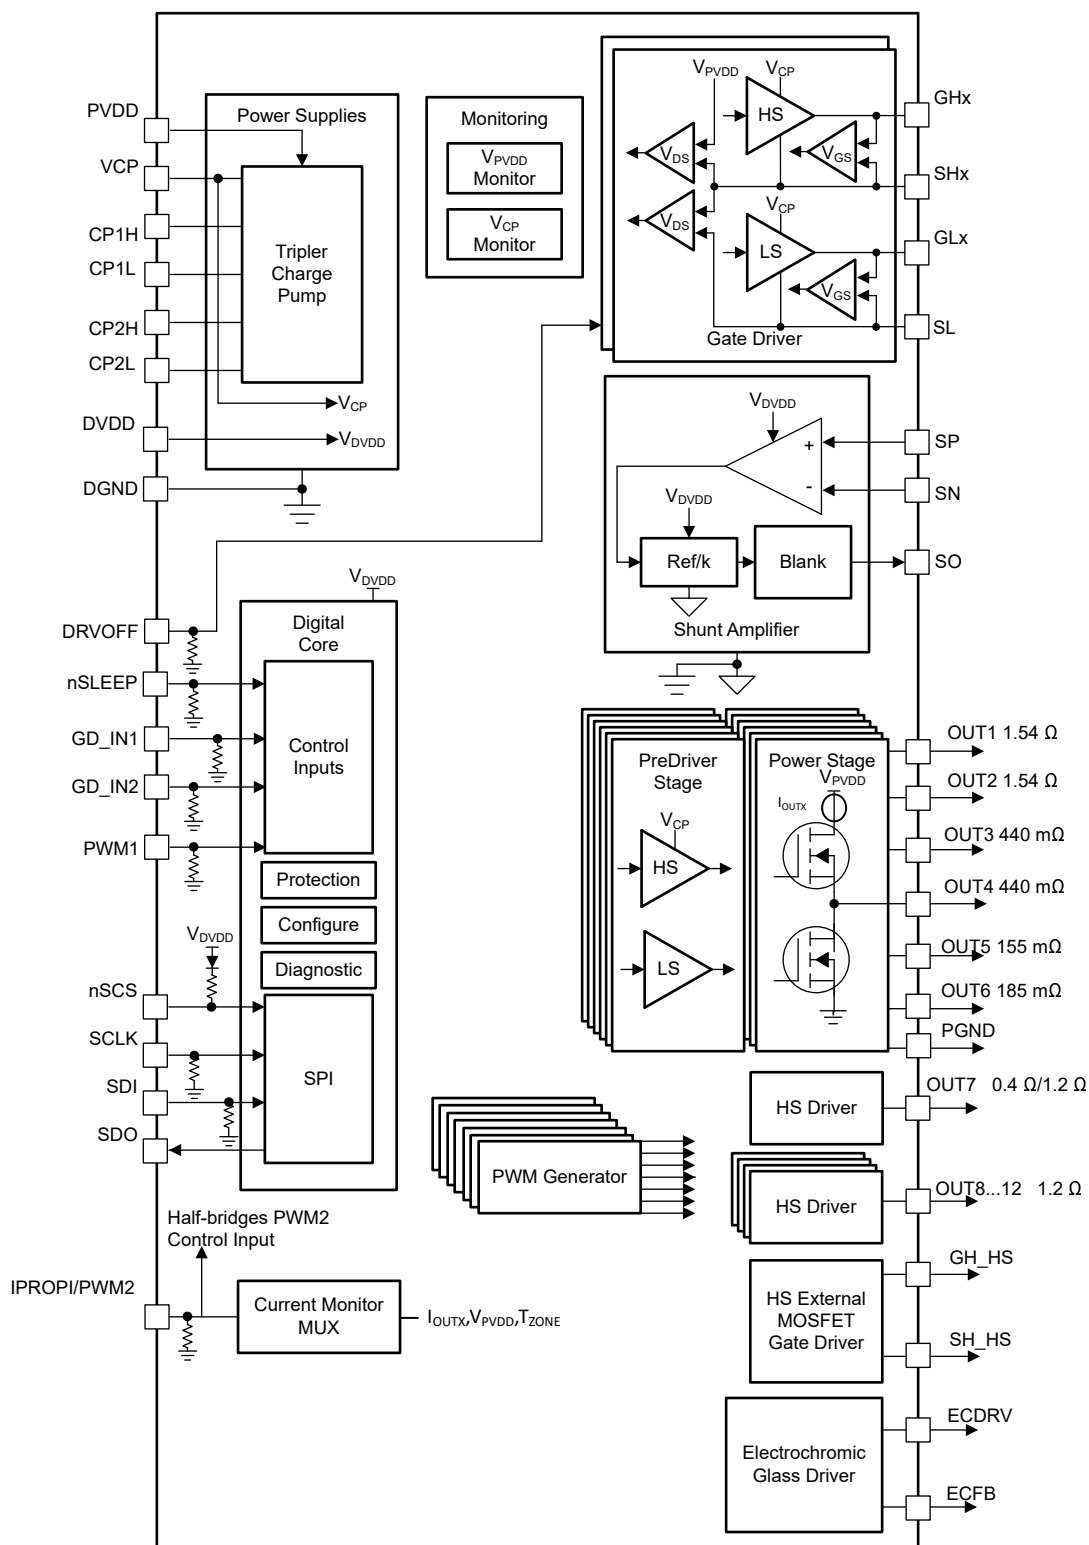 PVDD
VCP
CP1H
CP1L
CP2H
CP2L
DVDD
DGND
Power Supplies
Tripler
Charge
Pump
VCP
VDVDD
Monitoring
VPVDD
Monitor
VCP
Monitor
VPVDD
VCP
HS
VDS
VGS
VDS
VCP
LS
VGS
Gate Driver
GHx
SHx
GLx
SL
VDVDD
+
-
VDVDD
Ref/k
Blank
Shunt Amplifier
SP
SN
SO
DRVOFF
nSLEEP
GD_IN1
GD_IN2
PWM1
VDVDD
nSCS
SCLK
SDI
SDO
VDVDD
Digital
Core
Control
Inputs
Protection
Configure
Diagnostic
SPI
PreDriver
Stage
VCP
HS
LS
Power Stage
VPVDD
IOUTX
OUT1 1.54 Ω
OUT2 1.54 Ω
OUT3 440 mΩ
OUT4 440 mΩ
OUT5 155 mΩ
OUT6 185 mΩ
PGND
OUT7 0.4 Ω/1.2 Ω
HS Driver
PWM Generator
HS Driver
OUT8...12 1.2 Ω
Half-bridges PWM2
Control Input
IPROPI/PWM2
Current Monitor
MUX
IOUTX,VPVDD,TZONE
HS External
MOSFET
Gate Driver
GH_HS
SH_HS
Electrochromic
Glass Driver
ECDRV
ECFB